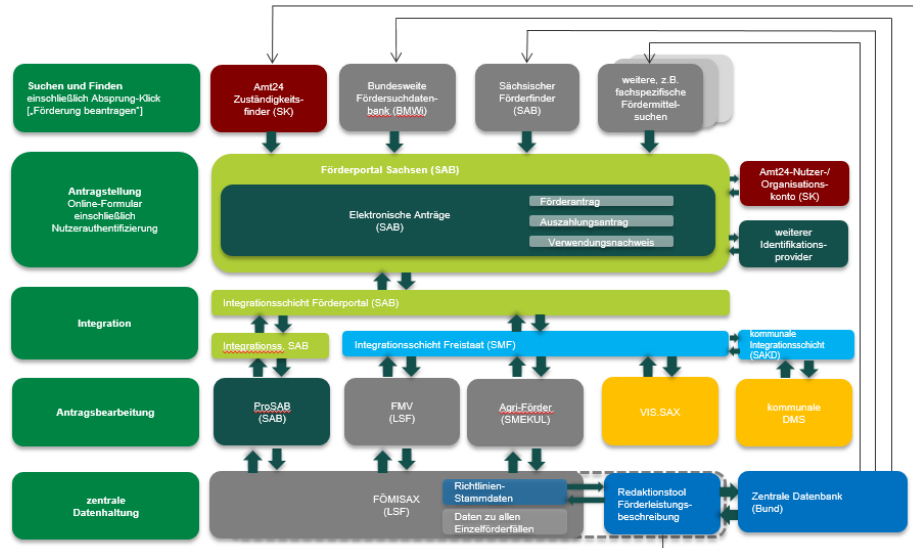 Suchen und Finden
einschließlich Absprung-Klick
[„Förderung beantragen“]
Amt24
Zuständigkeits-
finder (SK)
Bundesweite
Fördersuchdaten-
bank (BMWi)
Sächsischer
Förderfinder
(SAB)
weitere, z.B.
fachspezifische
Fördermittel-
suchen
Antragstellung
Online-Formular
einschließlich
Nutzerauthentifizierung
Förderportal Sachsen (SAB)
Elektronische Anträge
(SAB)
Förderantrag
Auszahlungsantrag
Verwendungsnachweis
Amt24-Nutzer-/
Organisations-
konto (SK)
weiterer
Identifikations-
provider
Integration
Integrationsschicht Förderportal (SAB)
Integrationss. SAB
Integrationsschicht Freistaat (SMF)
kommunale
Integrationsschicht
(SAKD)
Antragsbearbeitung
ProSAB
(SAB)
FMV
(LSF)
Agri-Förder
(SMEKUL)
VIS.SAX
kommunale
DMS
zentrale
Datenhaltung
FÖMISAX
(LSF)
Richtlinien-
Stammdaten
Daten zu allen
Einzelförderfällen
Redaktionstool
Förderleistungs-
beschreibung
Zentrale Datenbank
(Bund)